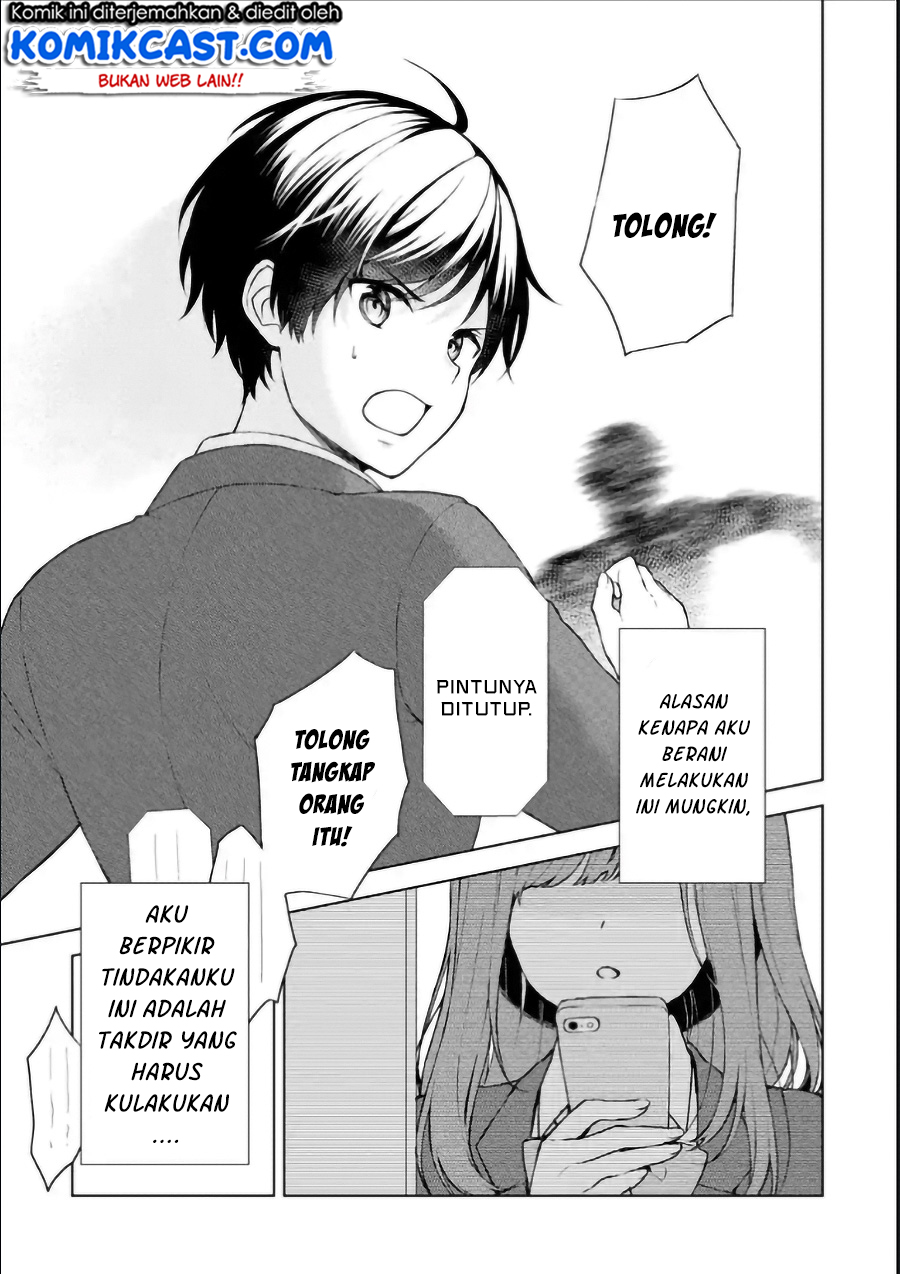 Komik ini diterjemahkan & diedit oleh
KOMIKCAST.COM
BUKAN WEB LAIN!!
TOLONG!
PINTUNYA
DITUTUP.
TOLONG
TANGKAP
ORANG
ITU!
ALASAN
KENAPA AKU
BERANI
MELAKUKAN
INI MUNGKIN,
AKU
BERPIKIR
TINDAKANKU
INI ADALAH
TAKDIR YANG
HARUS
KULAKUKAN
....